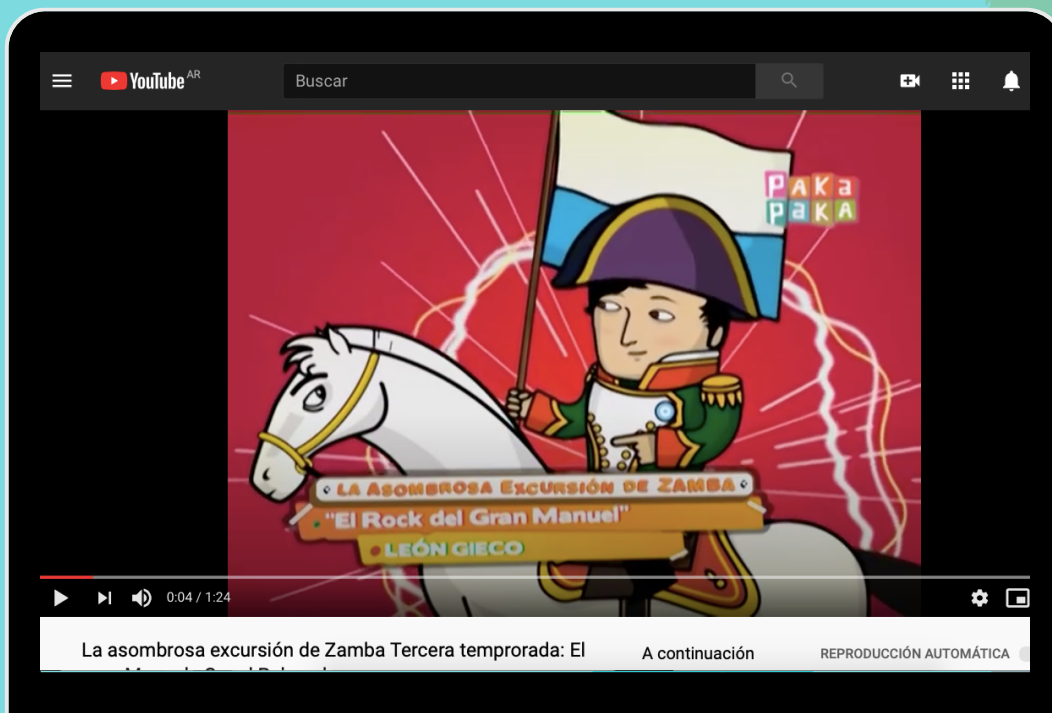 YouTube AR
Buscar
PAKa
PaKA
LA ASOMBROSA EXCURSIÓN DE ZAMBA
"El Rock del Gran Manuel"
LEÓN GIECO
0:04 / 1:24
La asombrosa excursión de Zamba Tercera temprorada: El
A continuación
REPRODUCCIÓN AUTOMÁTICA